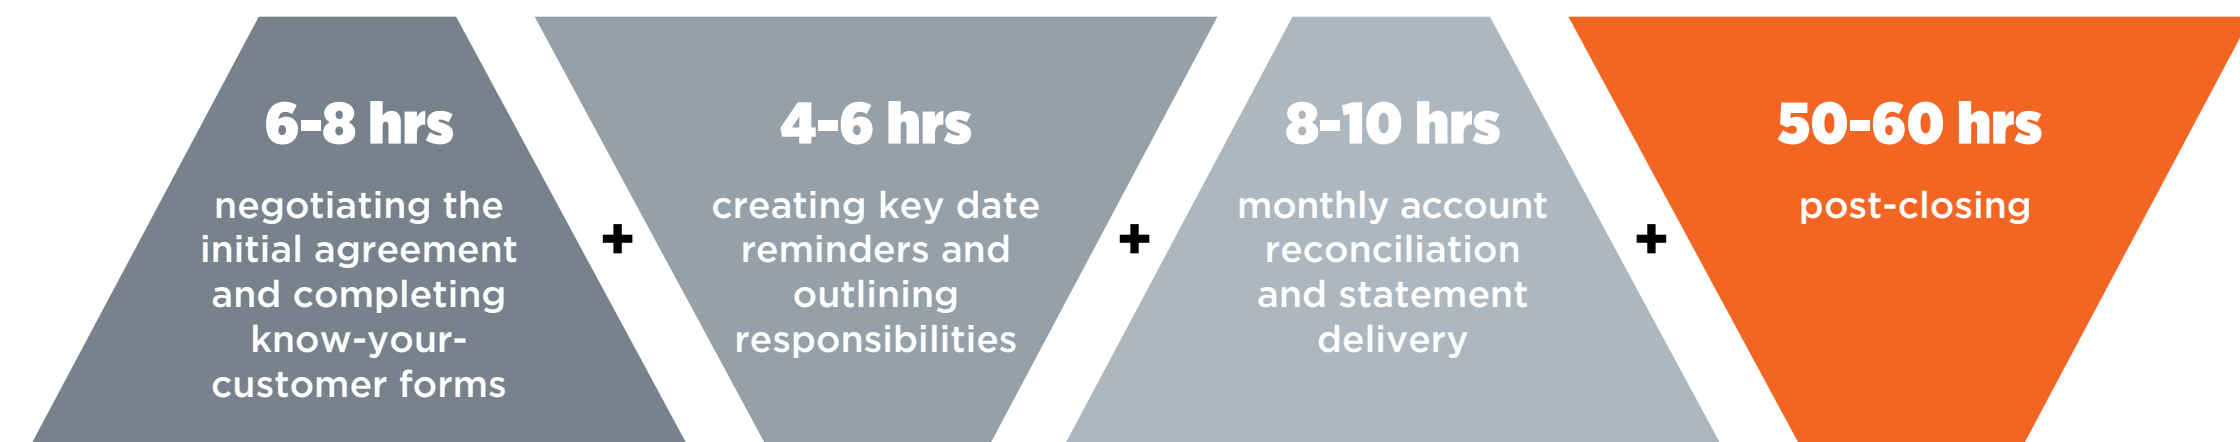 6-8 hrs
negotiating the
initial agreement
and completing
know-your-
customer forms
+
4-6 hrs
creating key date
reminders and
outlining
responsibilities
+
8-10 hrs
monthly account
reconciliation
and statement
delivery
+
50-60 hrs
post-closing